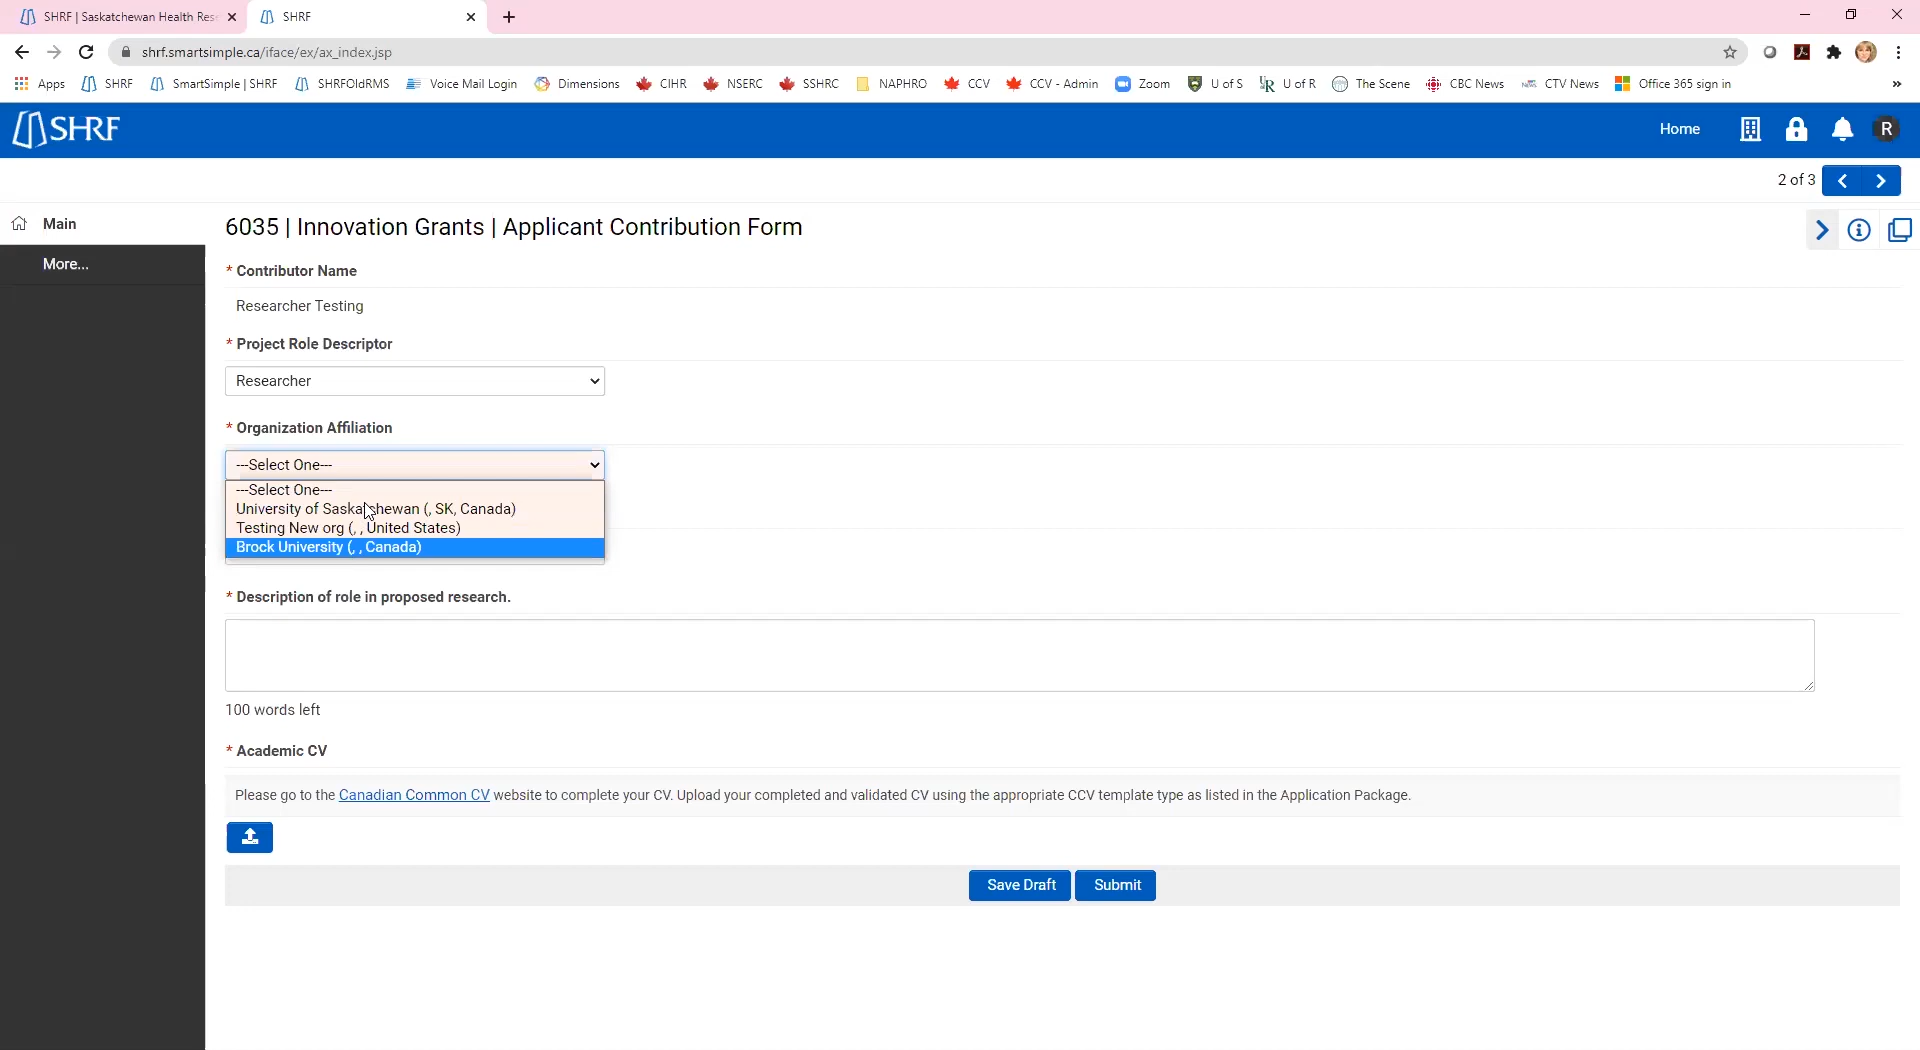 SHRF | Saskatchewan Health Res
SHRF
shrf.smartsimple.ca/iface/ex/ax_index.jsp
Apps
SHRF
SmartSimple | SHRF
SHRFOldRMS
Voice Mail Login
Dimensions
CIHR
NSERC
SSHRC
NAPHRO
CCV
CCV - Admin
Zoom
U of S
U of R
The Scene
CBC News
CTV News
Office 365 sign in
»
SHRF
Home
R
2 of 3
Main
More...
6035 | Innovation Grants | Applicant Contribution Form
* Contributor Name
Researcher Testing
* Project Role Descriptor
Researcher
* Organization Affiliation
---Select One---
---Select One---
University of Saskatchewan (, SK, Canada)
Testing New org (, , United States)
Brock University (, , Canada)
* Description of role in proposed research.
100 words left
* Academic CV
Please go to the Canadian Common CV website to complete your CV. Upload your completed and validated CV using the appropriate CCV template type as listed in the Application Package.
Save Draft
Submit